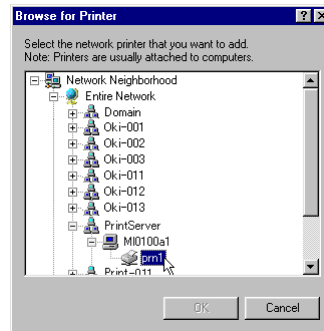 Browse for Printer
Select the network printer that you want to add.
Note: Printers are usually attached to computers.
Network Neighborhood
Entire Network
Domain
Oki-001
Oki-002
Oki-003
Oki-011
Oki-012
Oki-013
PrintServer
MI0100a1
prn1
Print-011
OK
Cancel